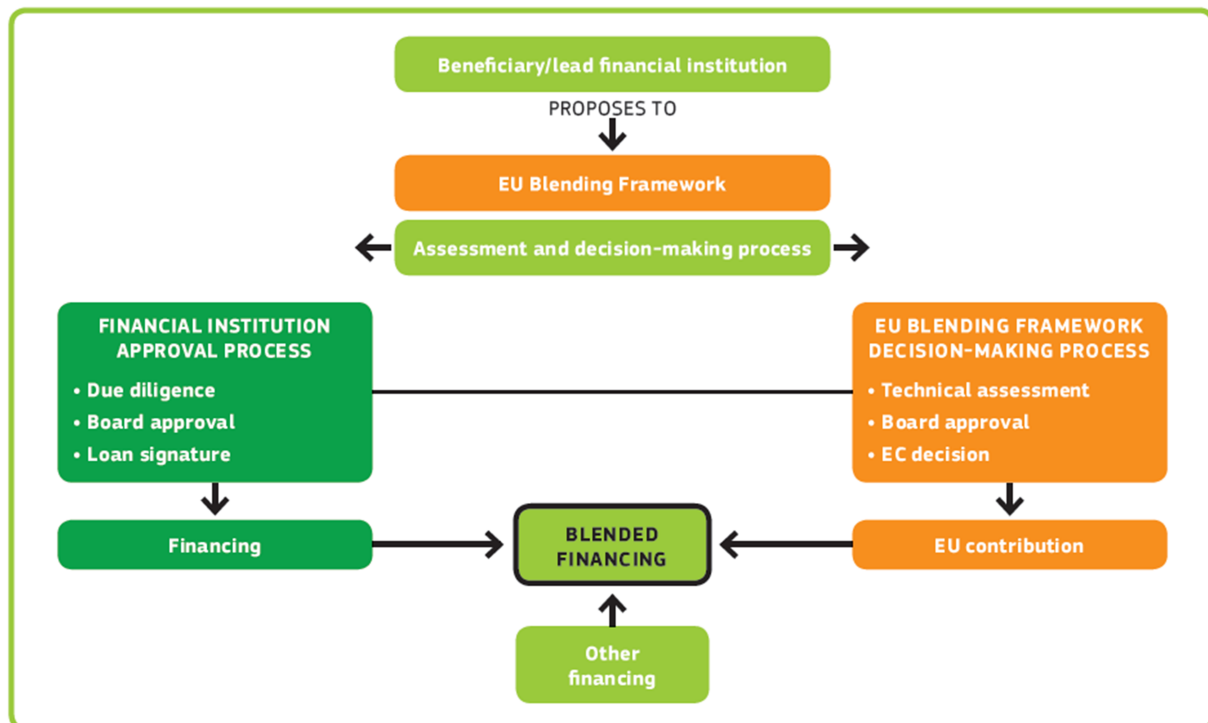 Beneficiary/lead financial institution
PROPOSES TO
EU Blending Framework
Assessment and decision-making process
FINANCIAL INSTITUTION
APPROVAL PROCESS
• Due diligence
• Board approval
• Loan signature
EU BLENDING FRAMEWORK
DECISION-MAKING PROCESS
• Technical assessment
• Board approval
• EC decision
Financing
BLENDED
FINANCING
EU contribution
Other
financing